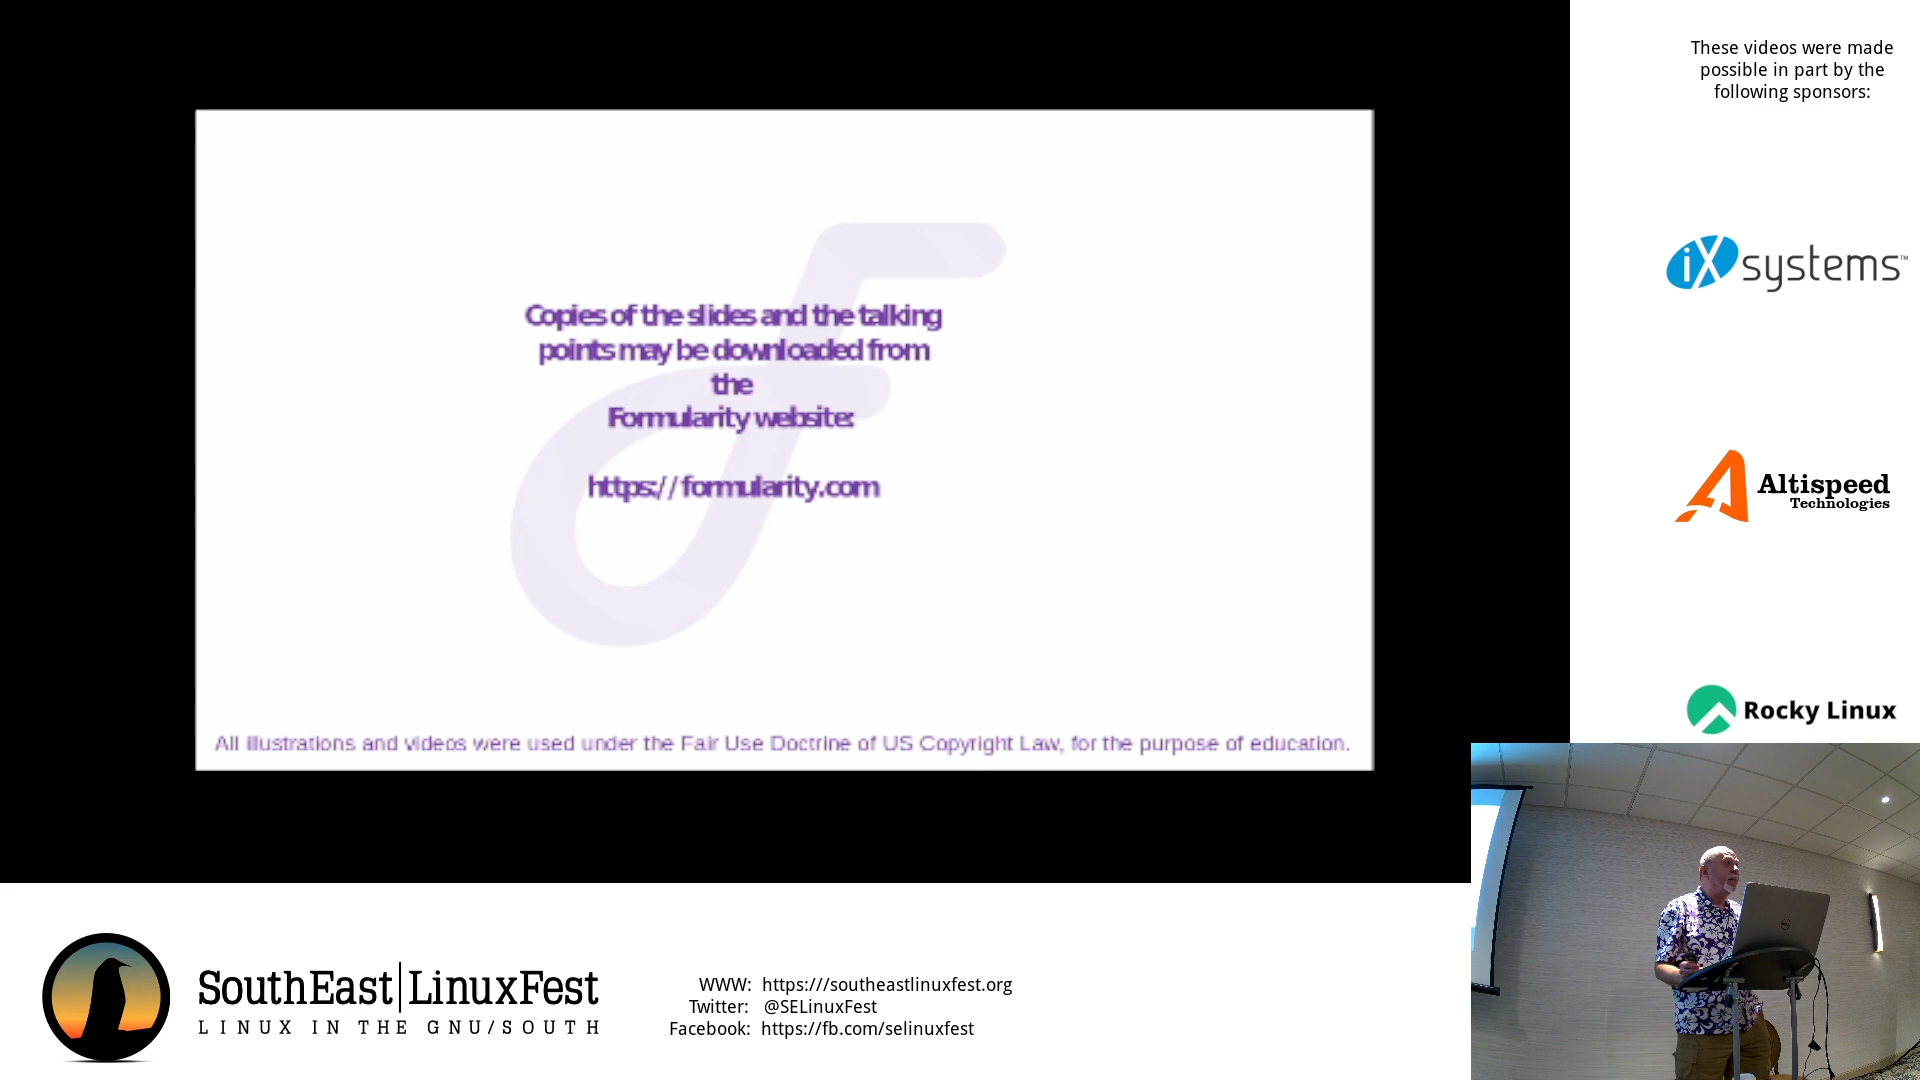 These videos were made
possible in part by the
following sponsors:
iX systems™
Altispeed
Technologies
Rocky Linux
Copies of the slides and the talking
points may be downloaded from
the
Formularity website:
https://formularity.com
All illustrations and videos were used under the Fair Use Doctrine of US Copyright Law, for the purpose of education.
SouthEast|LinuxFest
LINUX IN THE GNU/SOUTH
WWW: https:///southeastlinuxfest.org
Twitter: @SELinuxFest
Facebook: https://fb.com/selinuxfest